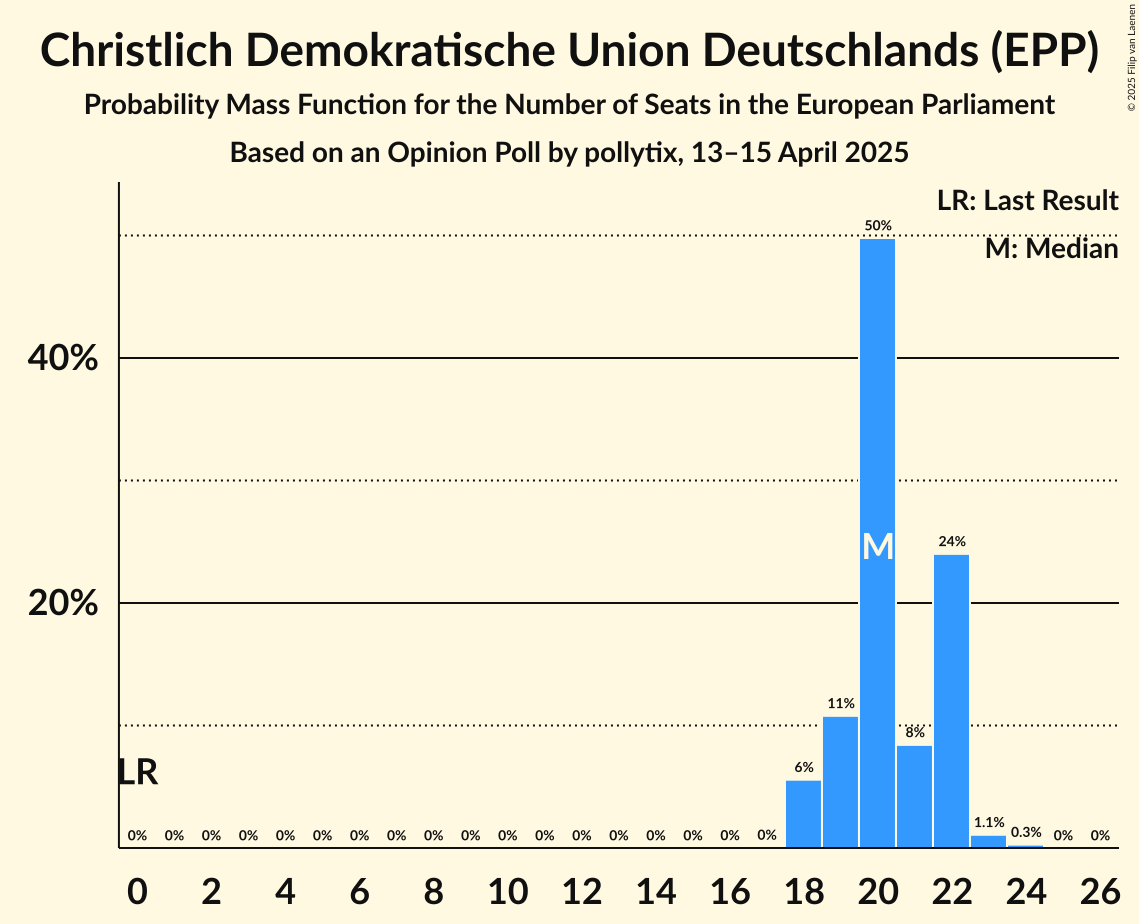 Christlich Demokratische Union Deutschlands (EPP)
Probability Mass Function for the Number of Seats in the European Parliament
Based on an Opinion Poll by pollytix, 13–15 April 2025
© 2025 Filip van Laenen
LR: Last Result
M: Median
50%
40%
M
24%
20%
11%
8%
LR
6%
0% 0% 0% 0% 0% 0% 0% 0% 0% 0% 0% 0% 0% 0% 0% 0% 0% 0% 1.1% 0.3% 0% 0%
0 2 4 6 8 10 12 14 16 18 20 22 24 26